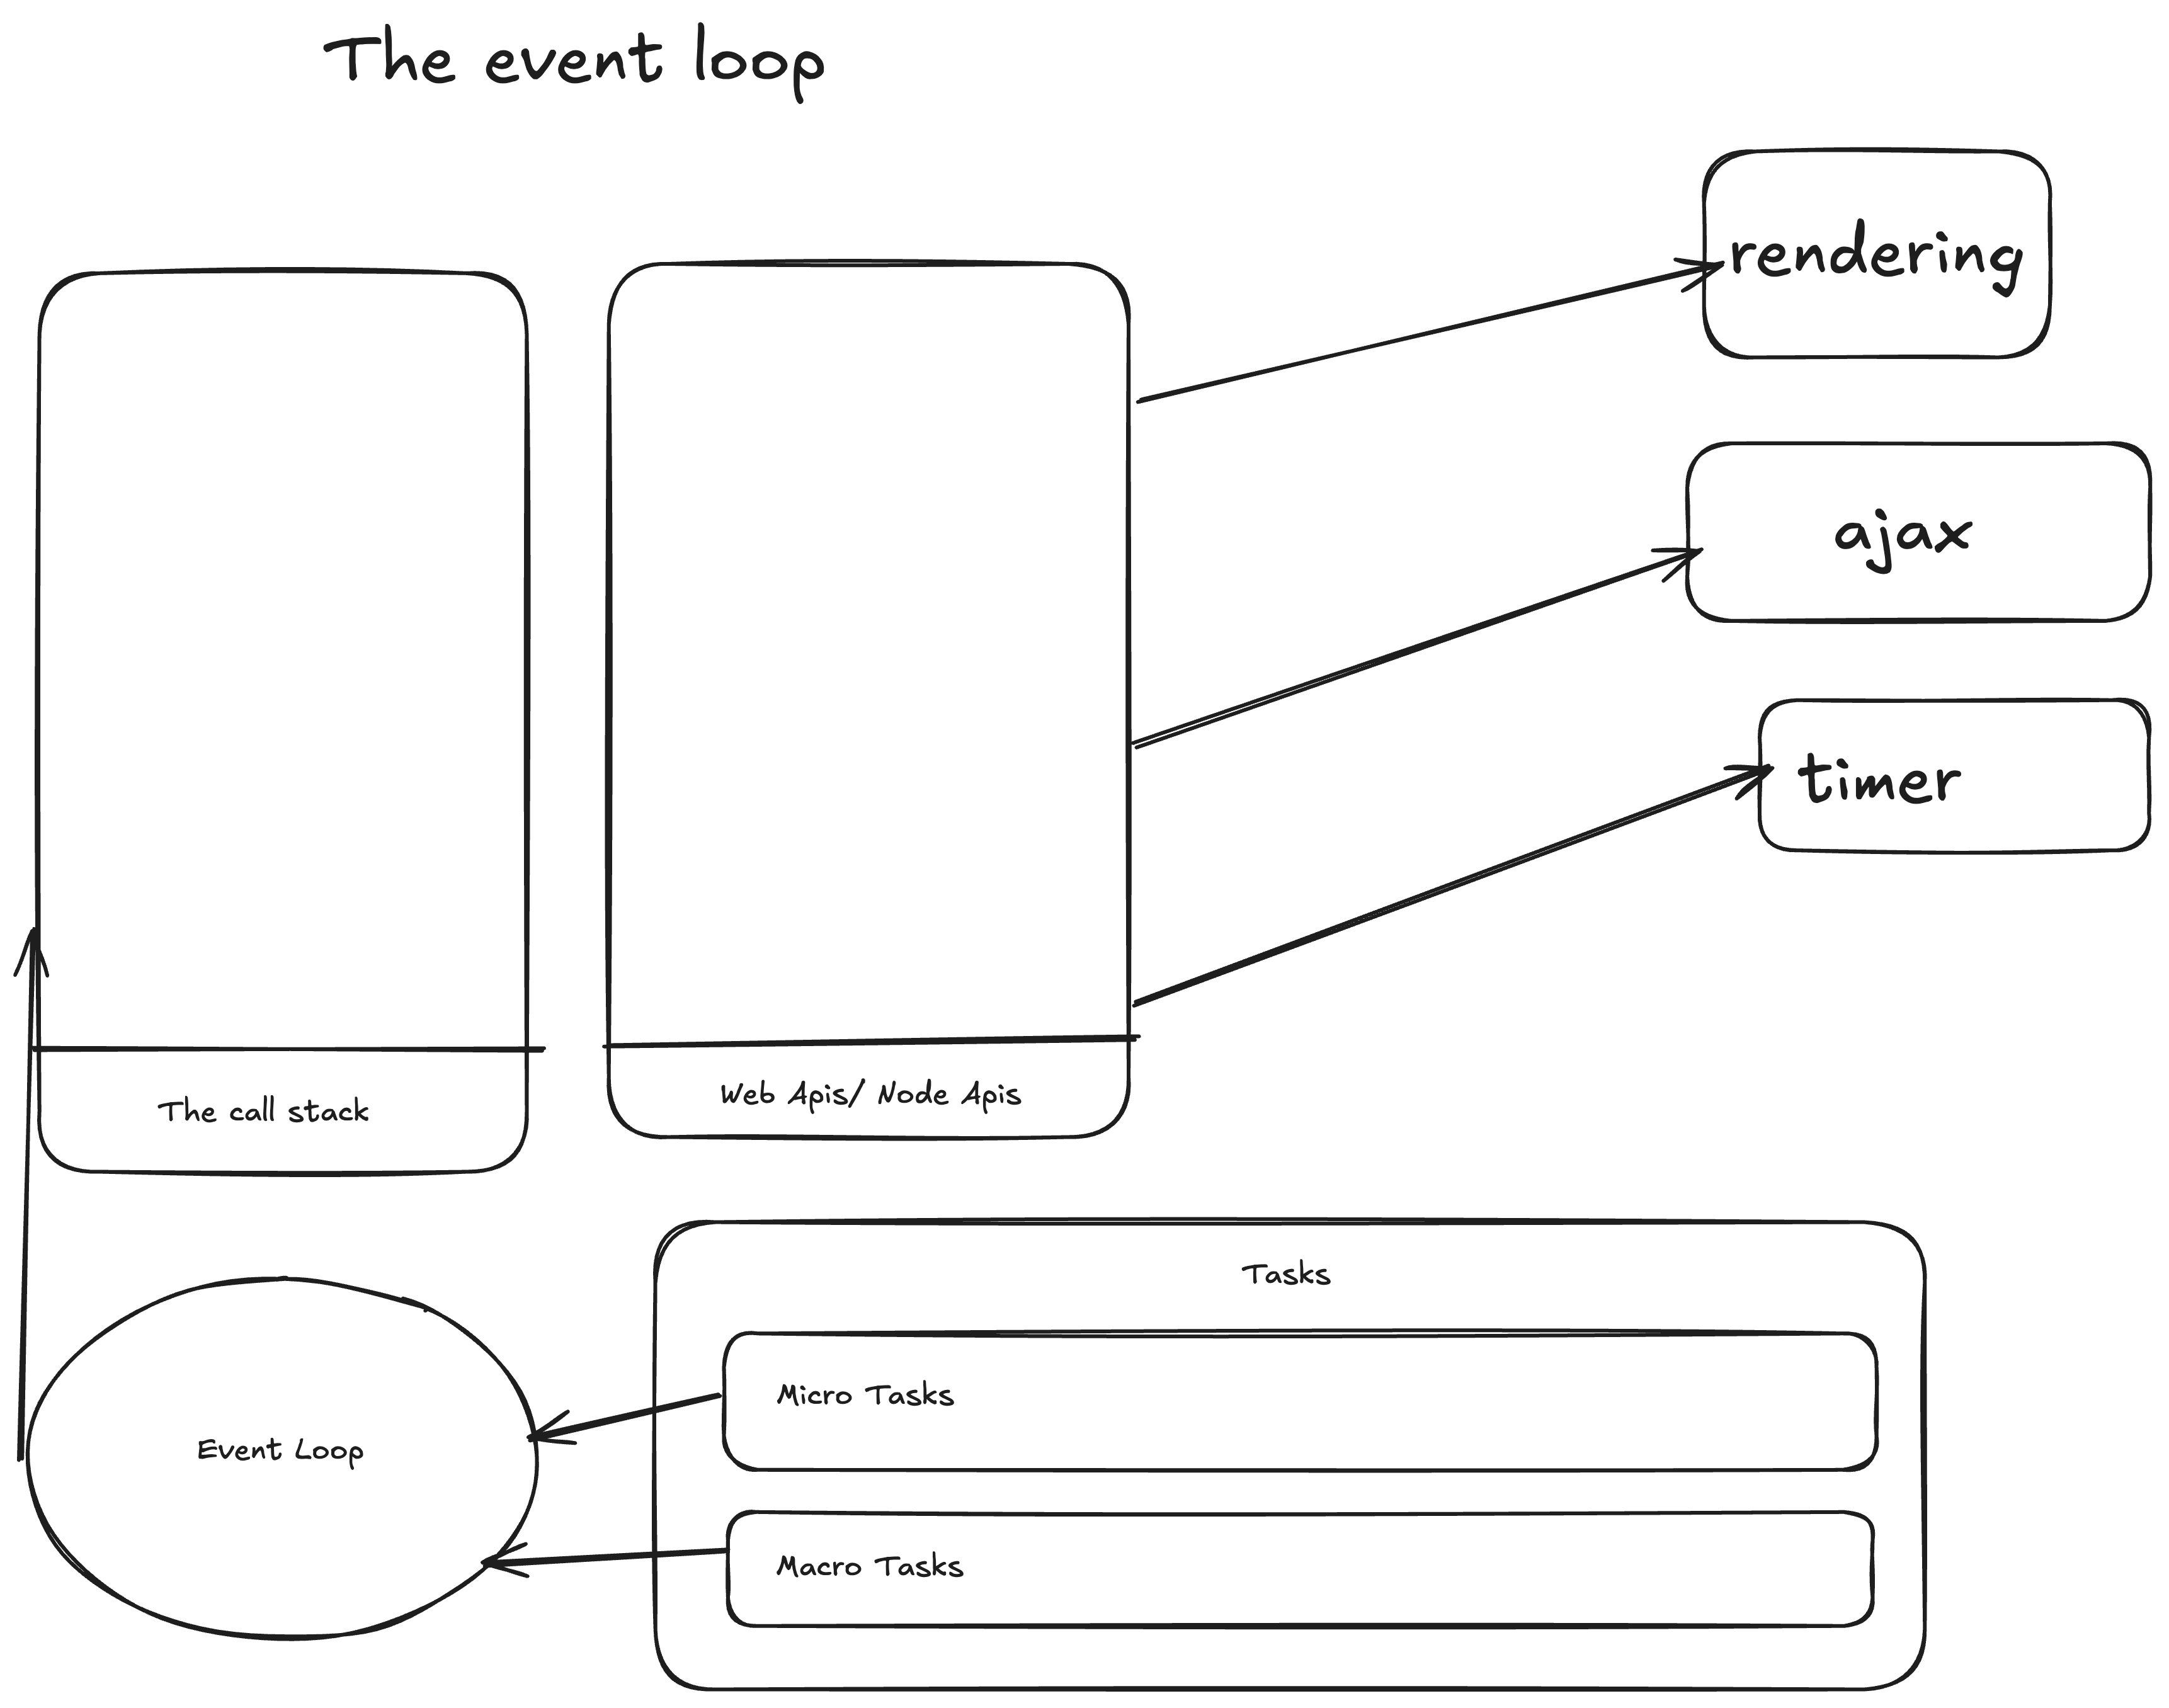 The event loop
rendering
ajax
timer
The call stack
Web Apis/ Node Apis
Tasks
Micro Tasks
Event Loop
Macro Tasks